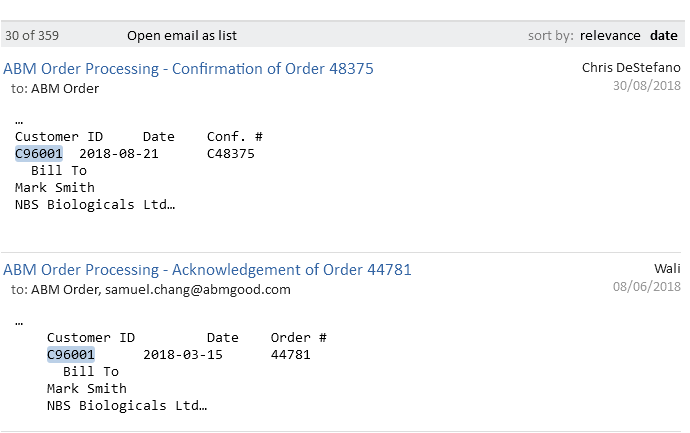 30 of 359 Open email as list sort by: relevance date
ABM Order Processing - Confirmation of Order 48375 Chris DeStefano
to: ABM Order 30/08/2018
…
Customer ID Date Conf. #
C96001 2018-08-21 C48375
Bill To
Mark Smith
NBS Biologicals Ltd…
ABM Order Processing - Acknowledgement of Order 44781 Wali
to: ABM Order, samuel.chang@abmgood.com 08/06/2018
…
Customer ID Date Order #
C96001 2018-03-15 44781
Bill To
Mark Smith
NBS Biologicals Ltd…